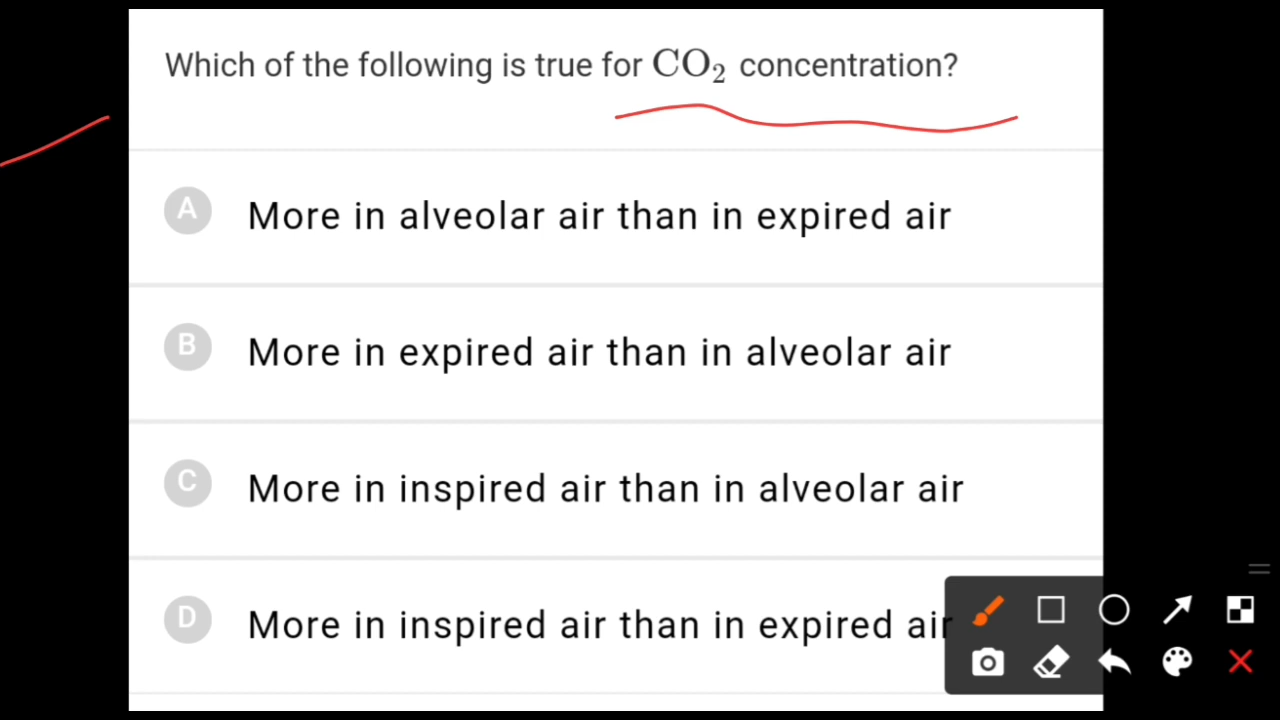 Which of the following is true for CO₂ concentration?
A More in alveolar air than in expired air
B More in expired air than in alveolar air
C More in inspired air than in alveolar air
D More in inspired air than in expired air